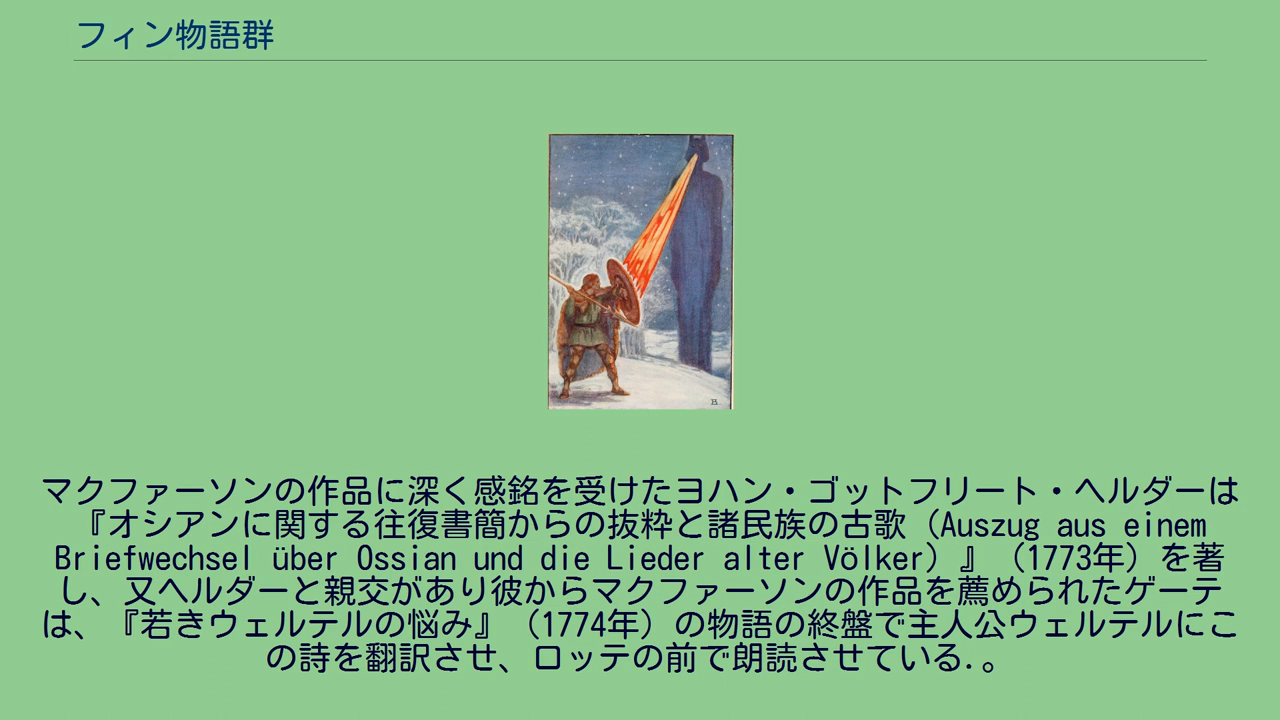 フィン物語群
マクファーソンの作品に深く感銘を受けたヨハン・ゴットフリート・ヘルダーは
『オシアンに関する往復書簡からの抜粋と諸民族の古歌（Auszug aus einem
Briefwechsel über Ossian und die Lieder alter Völker）』（1773年）を著
し、又ヘルダーと親交があり彼からマクファーソンの作品を薦められたゲーテ
は、『若きウェルテルの悩み』（1774年）の物語の終盤で主人公ウェルテルにこ
の詩を翻訳させ、ロッテの前で朗読させている.。